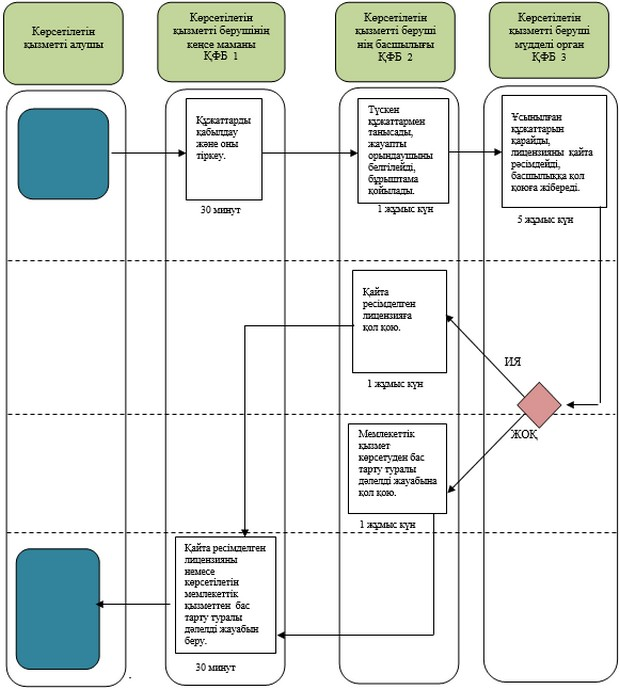 Көрсетілетін
қызметті алушы
Көрсетілетін
қызметті берушінің
кеңсе маманы
ҚФБ 1
Көрсетілетін
қызметті беруші
нің басшылығы
ҚФБ 2
Көрсетілетін
қызметті беруші
мүдделі орган
ҚФБ 3
Құжаттарды
қабылдау
және оны
тіркеу.
30 минут
Түскен
құжаттармен
танысады,
жауапты
орындаушыны
белгілейді,
бұрыштама
қойылады.
1 жұмыс күн
Ұсынылған
құжаттарын
қарайды,
лицензияны қайта
рәсімдейді,
басшылыққа қол
қоюға жібереді.
5 жұмыс күн
Қайта
ресімделген
лицензияға
қол қою.
1 жұмыс күн
ИЯ
ЖОҚ
Мемлекеттік
қызмет
көрсетуден бас
тарту туралы
дәлелді жауабына
қол қою.
1 жұмыс күн
Қайта ресімделген
лицензияны
немесе
көрсетілетін
мемлекеттік
қызметтен бас
тарту туралы
дәлелді жауабын
беру.
30 минут